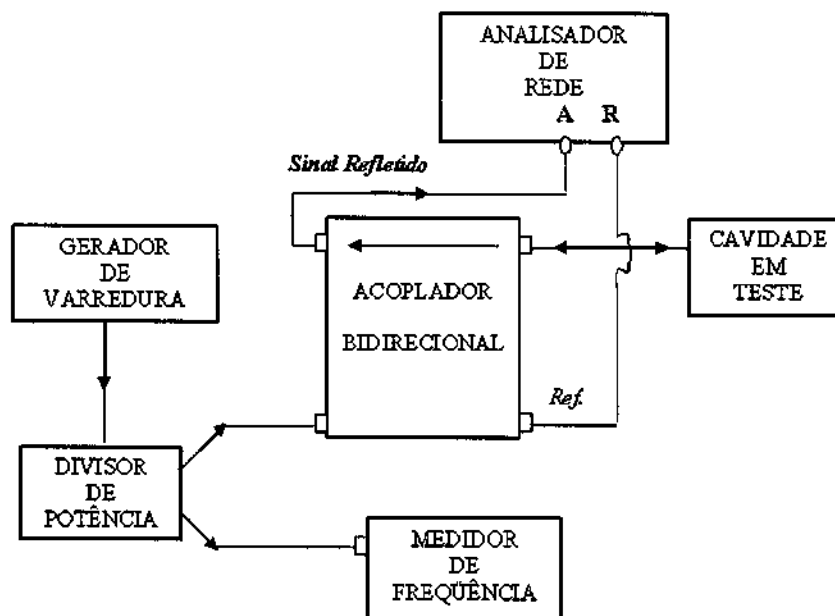 ANALISADOR
DE
REDE
A R
Sinal Refletido
GERADOR
DE
VARREDURA
ACOPLADOR
BIDIRECIONAL
CAVIDADE
EM
TESTE
Ref.
DIVISOR
DE
POTÊNCIA
MEDIDOR
DE
FREQÜÊNCIA